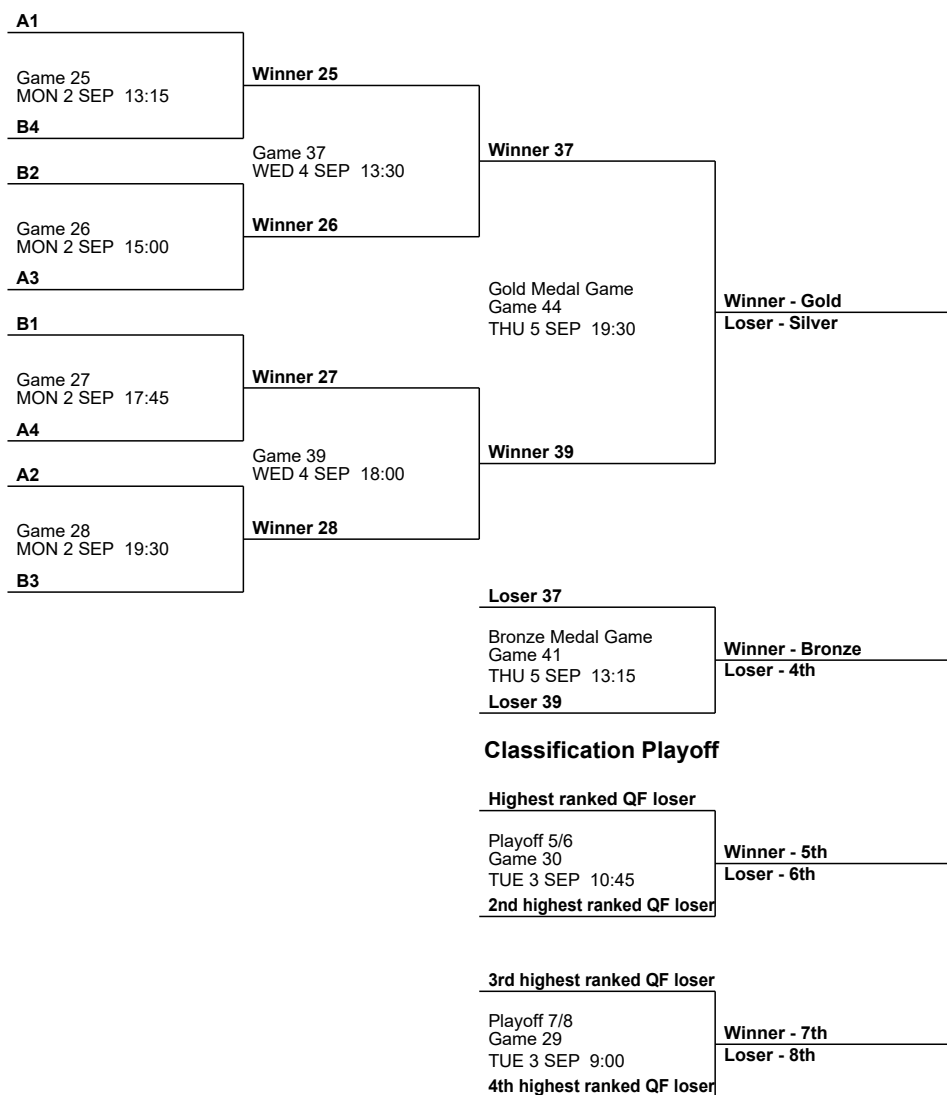 A1
Game 25
MON 2 SEP 13:15
B4
B2
Game 26
MON 2 SEP 15:00
A3
B1
Game 27
MON 2 SEP 17:45
A4
A2
Game 28
MON 2 SEP 19:30
B3
Winner 25
Game 37
WED 4 SEP 13:30
Winner 26
Winner 27
Game 39
WED 4 SEP 18:00
Winner 28
Winner 37
Gold Medal Game
Game 44
THU 5 SEP 19:30
Winner 39
Winner - Gold
Loser - Silver
Loser 37
Bronze Medal Game
Game 41
THU 5 SEP 13:15
Loser 39
Winner - Bronze
Loser - 4th
Classification Playoff
Highest ranked QF loser
Playoff 5/6
Game 30
TUE 3 SEP 10:45
2nd highest ranked QF loser
Winner - 5th
Loser - 6th
3rd highest ranked QF loser
Playoff 7/8
Game 29
TUE 3 SEP 9:00
4th highest ranked QF loser
Winner - 7th
Loser - 8th